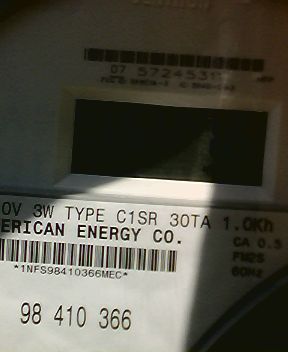 07 57245
0V 3W TYPE C1SR 30TA 1.0Kh
ERICAN ENERGY CO.
CA 0.5
FM2S
60Hz
*1NFS98410366MEC*
98 410 366